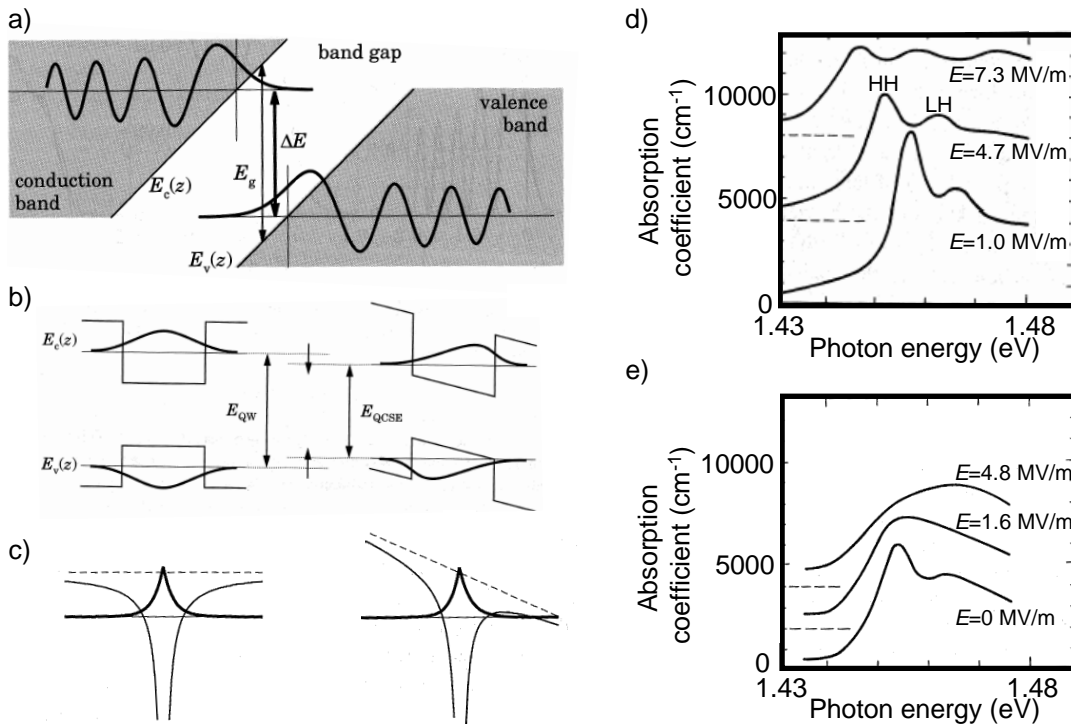 a)
band gap
valence
band
ΔE
E_g
conduction
band
E_c(z)
E_v(z)
b)
E_c(z)
E_QW
E_QCSE
E_v(z)
c)
d)
Absorption
coefficient (cm⁻¹)
10000
5000
0
E=7.3 MV/m
HH
LH
E=4.7 MV/m
E=1.0 MV/m
1.43
1.48
Photon energy (eV)
e)
Absorption
coefficient (cm⁻¹)
10000
5000
0
E=4.8 MV/m
E=1.6 MV/m
E=0 MV/m
1.43
1.48
Photon energy (eV)